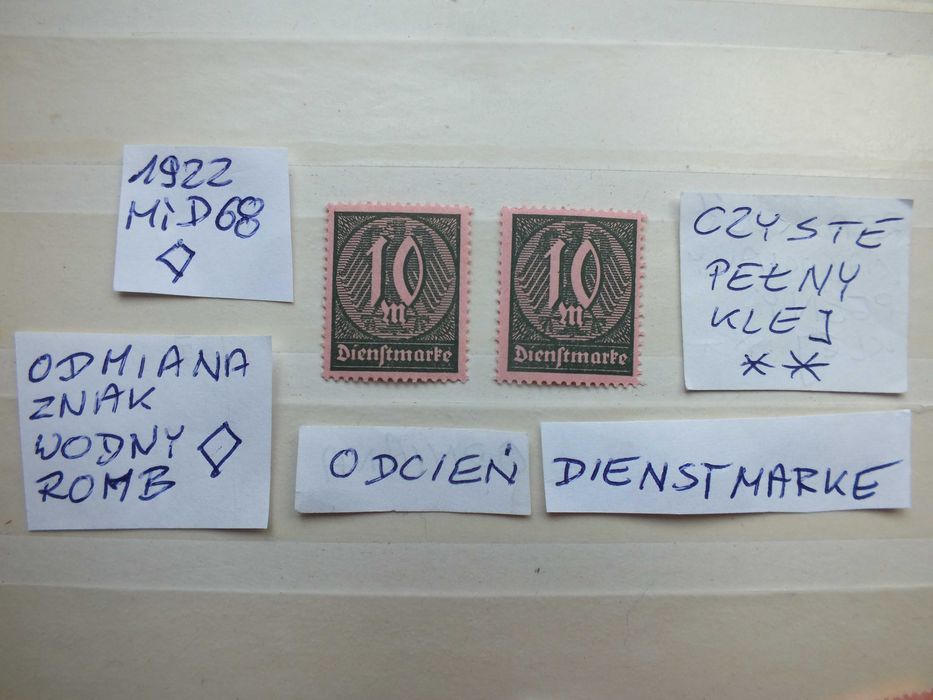 1922
MiD68
10
m
Dienstmarke
10
m
Dienstmarke
CZYSTE
PEŁNY
KLEJ
**
ODMIANA
ZNAK
WODNY
ROMB
ODCIEŃ
DIENSTMARKE